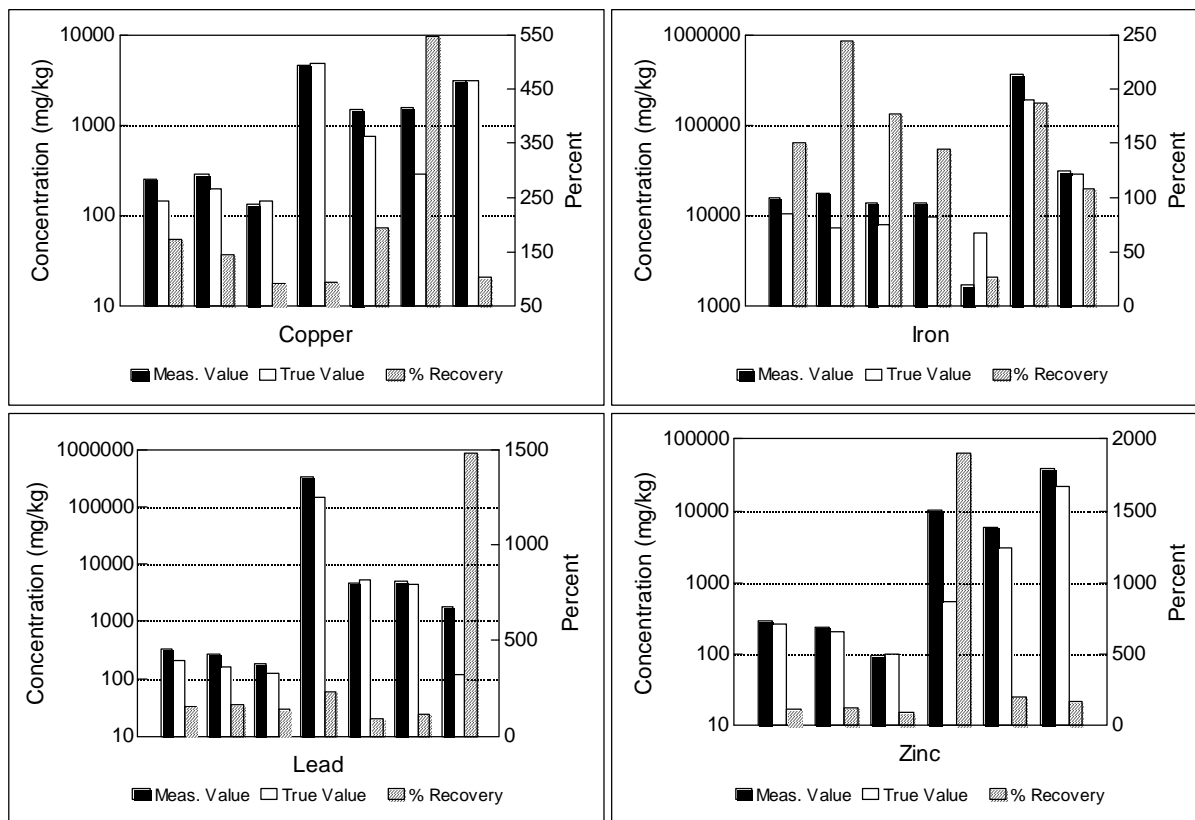 10000
1000
100
10
Concentration (mg/kg)
550
450
350
250
150
50
Percent
Copper
Meas. Value True Value % Recovery
1000000
100000
10000
1000
Concentration (mg/kg)
250
200
150
100
50
0
Percent
Iron
Meas. Value True Value % Recovery
1000000
100000
10000
1000
100
10
Concentration (mg/kg)
1500
1000
500
0
Percent
Lead
Meas. Value True Value % Recovery
100000
10000
1000
100
10
Concentration (mg/kg)
2000
1500
1000
500
0
Percent
Zinc
Meas. Value True Value % Recovery